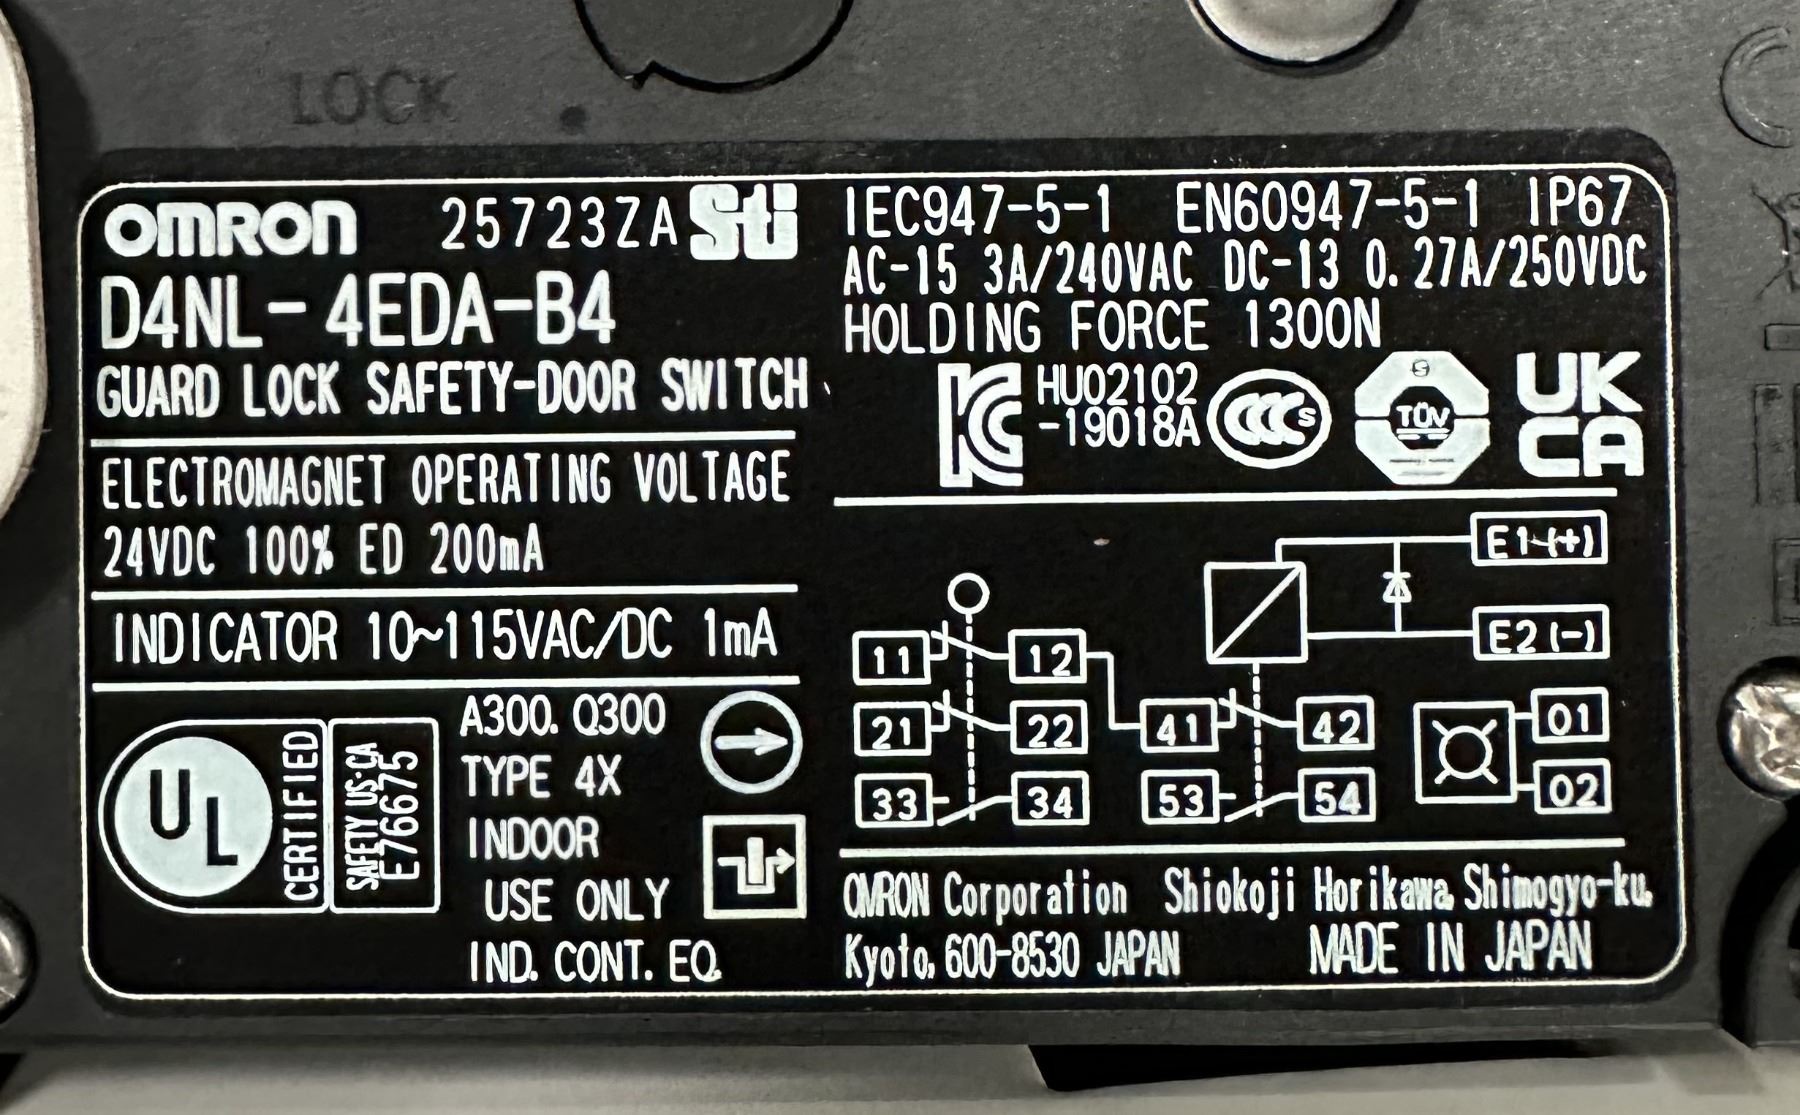 LOCK
OMRON 25723ZA Sti
D4NL-4EDA-B4
GUARD LOCK SAFETY-DOOR SWITCH
ELECTROMAGNET OPERATING VOLTAGE
24VDC 100% ED 200mA
INDICATOR 10~115VAC/DC 1mA
UL
CERTIFIED
SAFETY US-CA
E76675
A300. Q300
TYPE 4X
INDOOR
USE ONLY
IND. CONT. EQ.
IEC947-5-1 EN60947-5-1 IP67
AC-15 3A/240VAC DC-13 0.27A/250VDC
HOLDING FORCE 1300N
KC HU02102
-19018A
CCC S
S
TÜV
UK
CA
E1 (+)
E2 (-)
11 12
21 22 41 42 01
33 34 53 54 02
OMRON Corporation Shiokoji Horikawa, Shimogyo-ku,
Kyoto, 600-8530 JAPAN MADE IN JAPAN